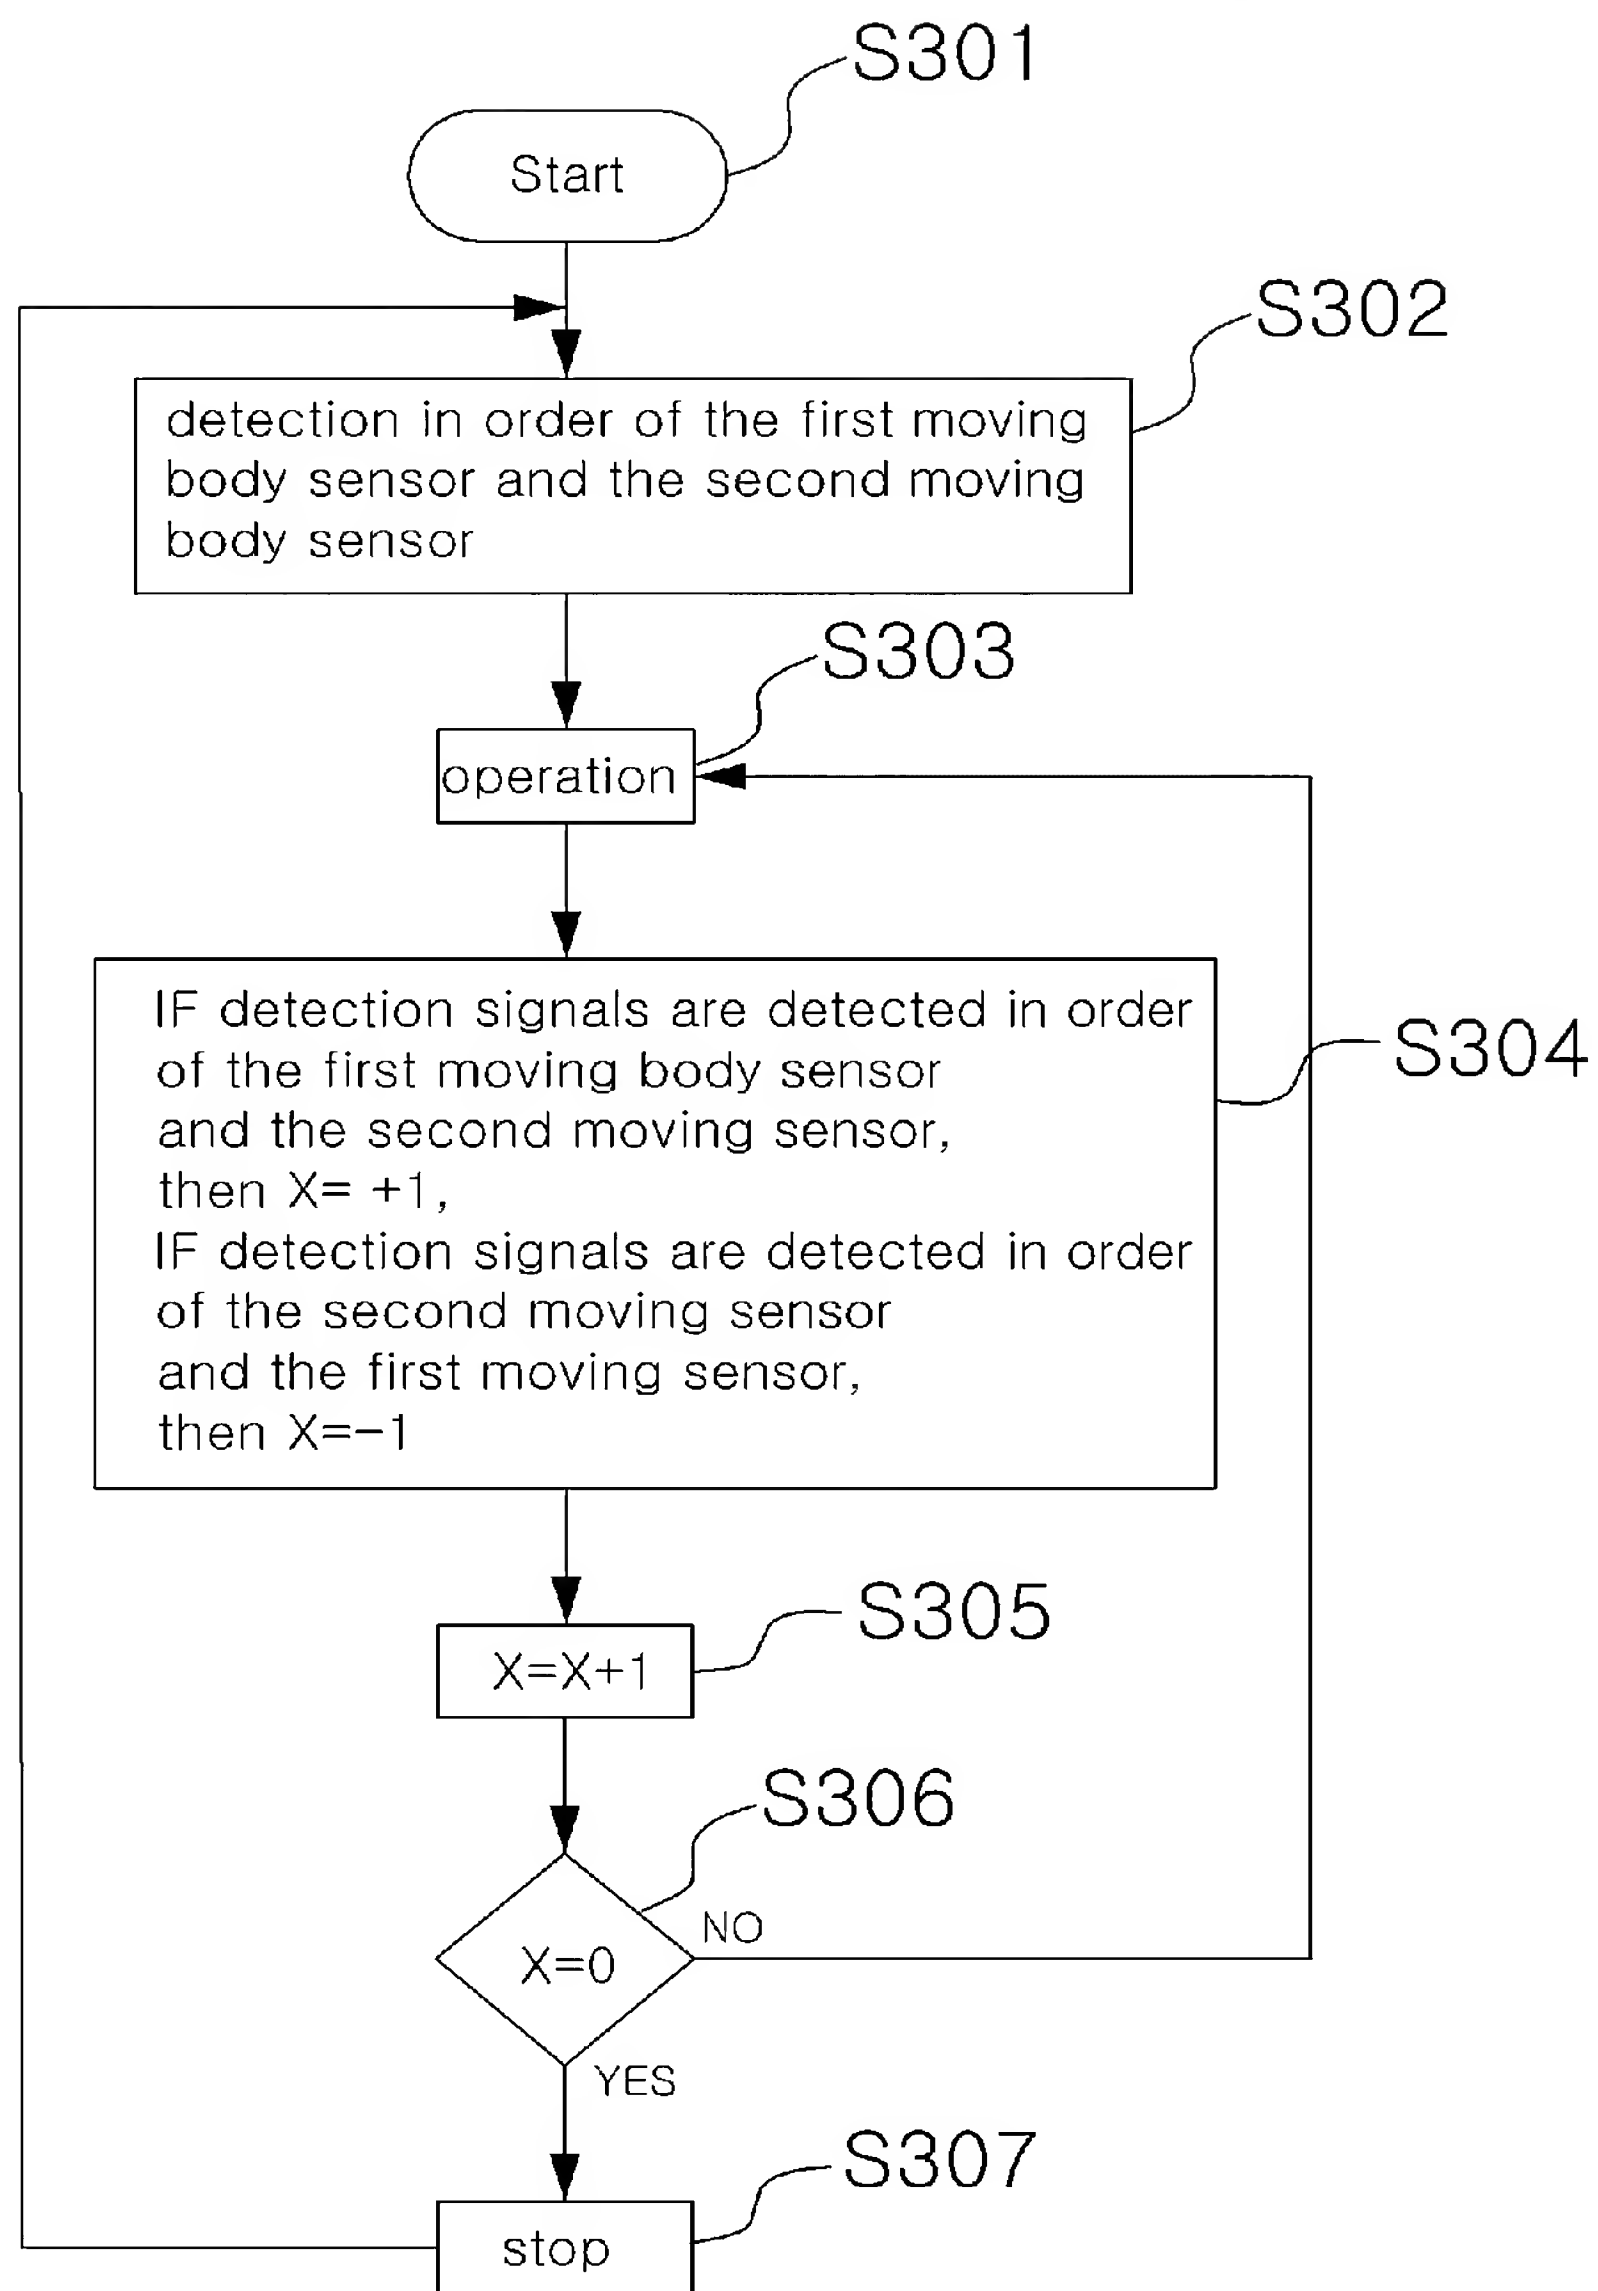 S301
Start
S302
detection in order of the first moving
body sensor and the second moving
body sensor
S303
operation
IF detection signals are detected in order
of the first moving body sensor
and the second moving sensor,
then X= +1,
IF detection signals are detected in order
of the second moving sensor
and the first moving sensor,
then X=-1
S304
S305
X=X+1
S306
NO
X=0
YES
S307
stop